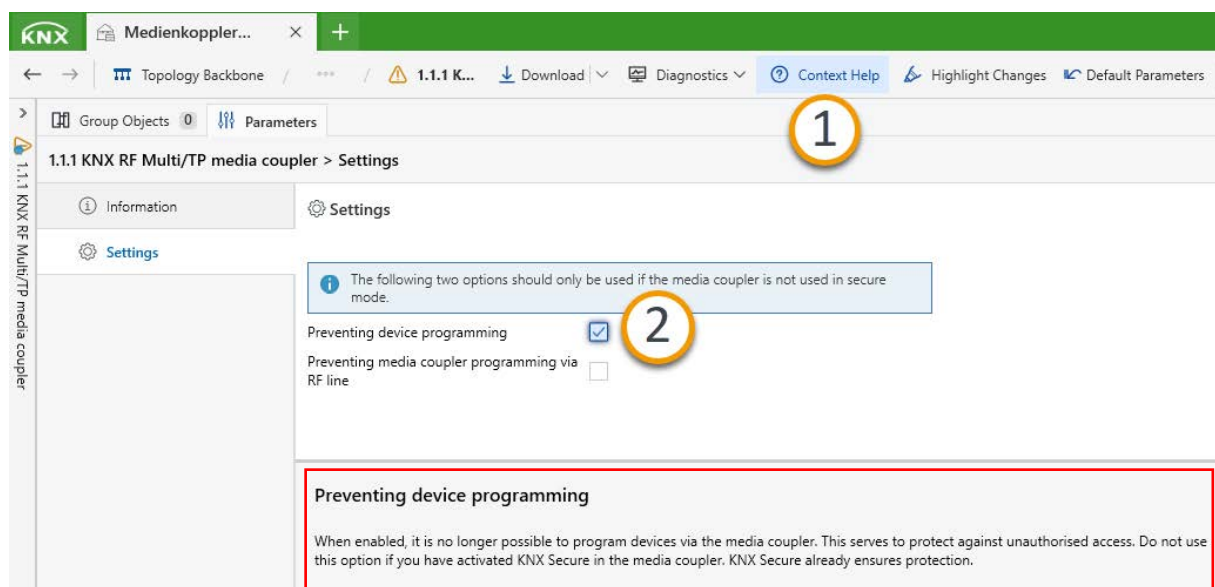 KNX Medienkoppler... × +
← → Topology Backbone / ... / 1.1.1 K... Download Diagnostics Context Help Highlight Changes Default Parameters
> Group Objects 0 Parameters
1
1.1.1 KNX RF Multi/TP media coupler
1.1.1 KNX RF Multi/TP media coupler > Settings
Information
Settings
Settings
The following two options should only be used if the media coupler is not used in secure
mode.
Preventing device programming
2
Preventing media coupler programming via
RF line
Preventing device programming
When enabled, it is no longer possible to program devices via the media coupler. This serves to protect against unauthorised access. Do not use
this option if you have activated KNX Secure in the media coupler. KNX Secure already ensures protection.